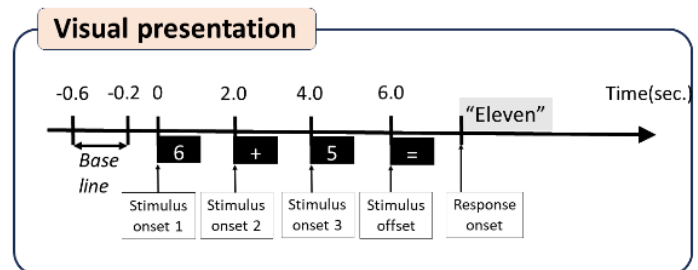 Visual presentation
-0.6 -0.2 0 2.0 4.0 6.0 Time(sec.)
“Eleven”
6 + 5 =
Base
line
Stimulus
onset 1
Stimulus
onset 2
Stimulus
onset 3
Stimulus
offset
Response
onset